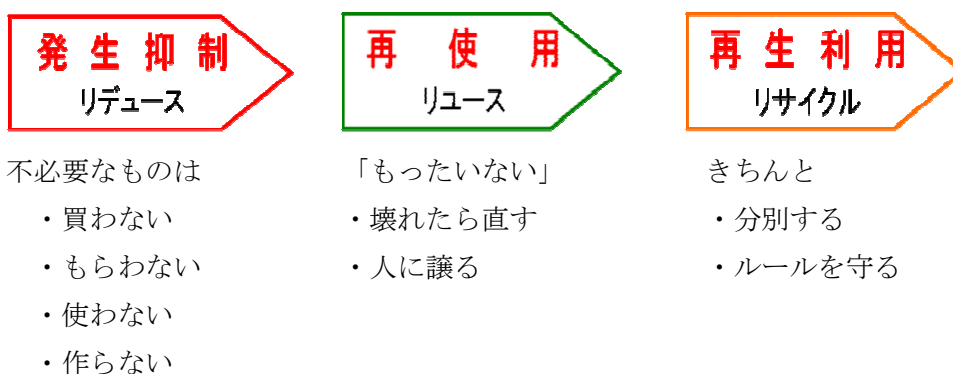 発生抑制
リデュース
不必要なものは
・買わない
・もらわない
・使わない
・作らない
再使用
リユース
「もったいない」
・壊れたら直す
・人に譲る
再生利用
リサイクル
きちんと
・分別する
・ルールを守る